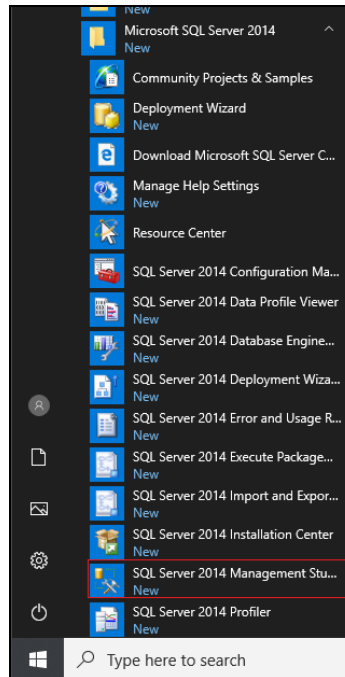 New
Microsoft SQL Server 2014
New
Community Projects & Samples
Deployment Wizard
New
Download Microsoft SQL Server C...
Manage Help Settings
New
Resource Center
SQL Server 2014 Configuration Ma...
SQL Server 2014 Data Profile Viewer
New
SQL Server 2014 Database Engine...
New
SQL Server 2014 Deployment Wiza...
New
SQL Server 2014 Error and Usage R...
New
SQL Server 2014 Execute Package...
New
SQL Server 2014 Import and Expor...
New
SQL Server 2014 Installation Center
New
SQL Server 2014 Management Stu...
New
SQL Server 2014 Profiler
New
Type here to search